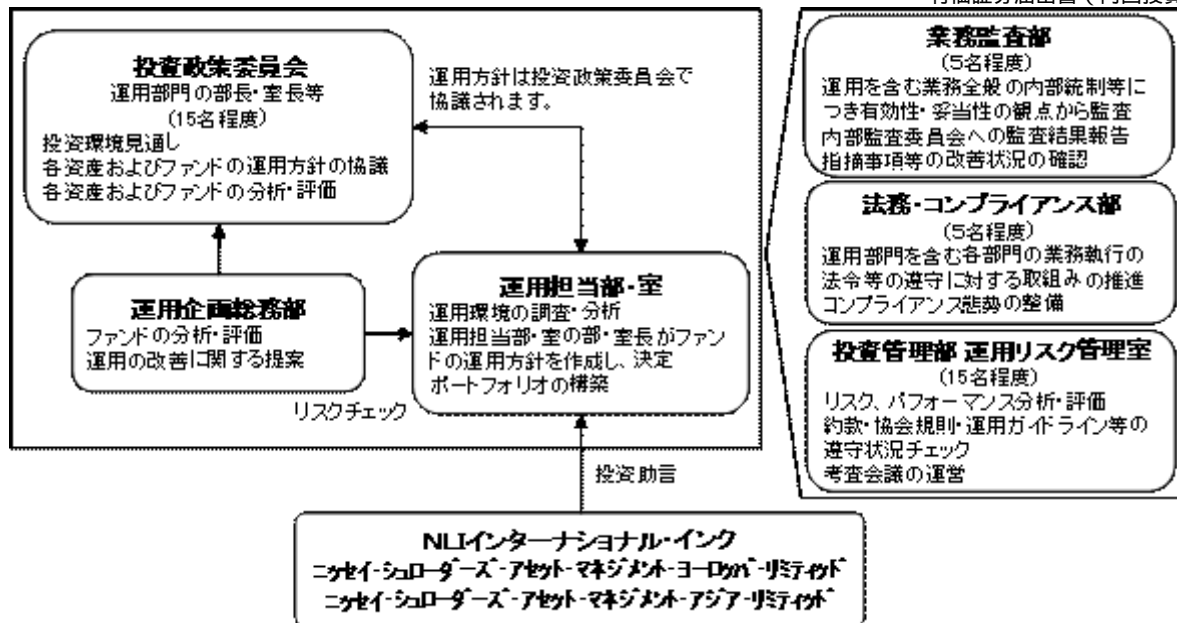 投資政策委員会
運用部門の部長・室長等
(15名程度)
投資環境見通し
各資産およびファンドの運用方針の協議
各資産およびファンドの分析・評価
運用方針は投資政策委員会で
協議されます。
運用企画総務部
ファンドの分析・評価
運用の改善に関する提案
リスクチェック
運用担当部・室
運用環境の調査・分析
運用担当部・室の部・室長がファン
ドの運用方針を作成し、決定
ポートフォリオの構築
投資助言
NLIインターナショナル・インク
ニッセイ・シュローダーズ・アセット・マネジメント・ヨーロッパ・リミティッド
ニッセイ・シュローダーズ・アセット・マネジメント・アジア・リミティッド
業務監査部
(5名程度)
運用を含む業務全般の内部統制等に
つき有効性・妥当性の観点から監査
内部監査委員会への監査結果報告
指摘事項等の改善状況の確認
法務・コンプライアンス部
(5名程度)
運用部門を含む各部門の業務執行の
法令等の遵守に対する取組みの推進
コンプライアンス態勢の整備
投資管理部 運用リスク管理室
(15名程度)
リスク、パフォーマンス分析・評価
約款・協会規則・運用ガイドライン等の
遵守状況チェック
考査会議の運営